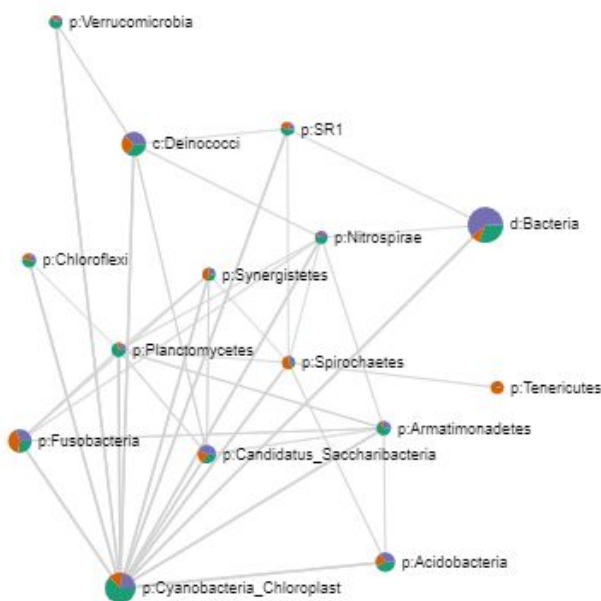 p:Verrucomicrobia
p:SR1
c:Deinococci
d:Bacteria
p:Nitrospirae
p:Chloroflexi
p:Synergistetes
p:Planctomycetes
p:Spirochaetes
p:Tenericutes
p:Armatimonadetes
p:Fusobacteria
p:Candidatus_Saccharibacteria
p:Acidobacteria
p:Cyanobacteria_Chloroplast